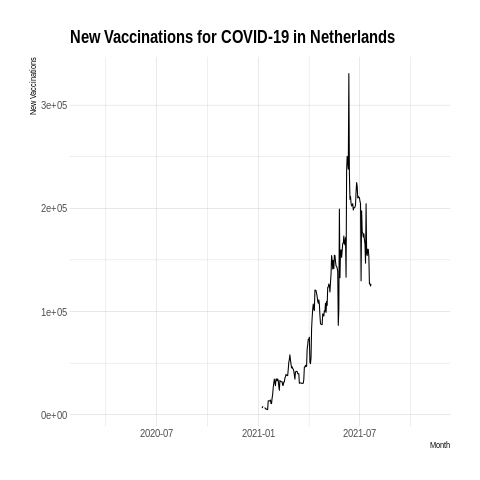 New Vaccinations for COVID-19 in Netherlands
New Vaccinations
3e+05
2e+05
1e+05
0e+00
2020-07 2021-01 2021-07
Month